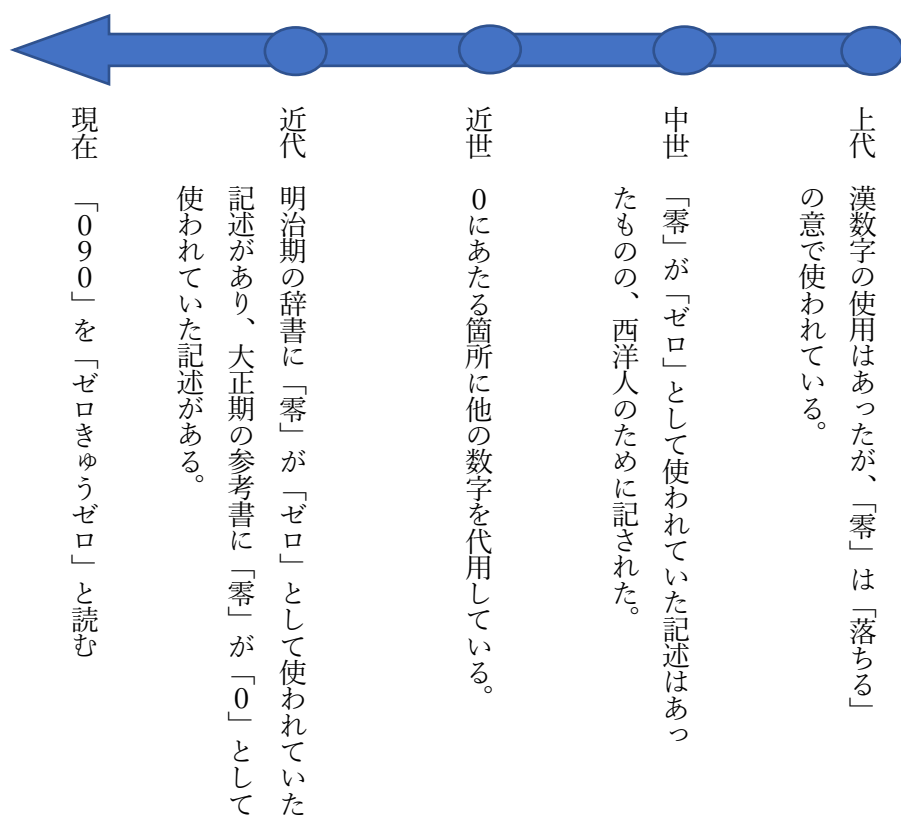 上代　漢数字の使用はあったが、「零」は「落ちる」
の意で使われている。
中世　「零」が「ゼロ」として使われていた記述はあっ
たものの、西洋人のために記された。
近世　0にあたる箇所に他の数字を代用している。
近代　明治期の辞書に「零」が「ゼロ」として使われていた
記述があり、大正期の参考書に「零」が「0」として
使われていた記述がある。
現在　「090」を「ゼロきゅうゼロ」と読む